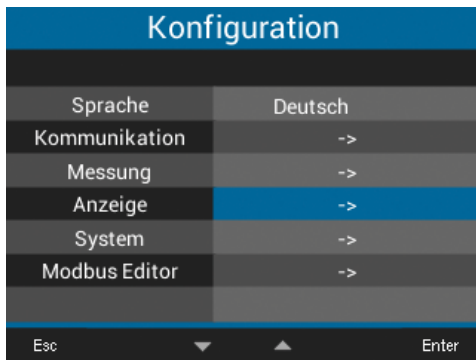 Konfiguration
Sprache Deutsch
Kommunikation ->
Messung ->
Anzeige ->
System ->
Modbus Editor ->
Esc Enter